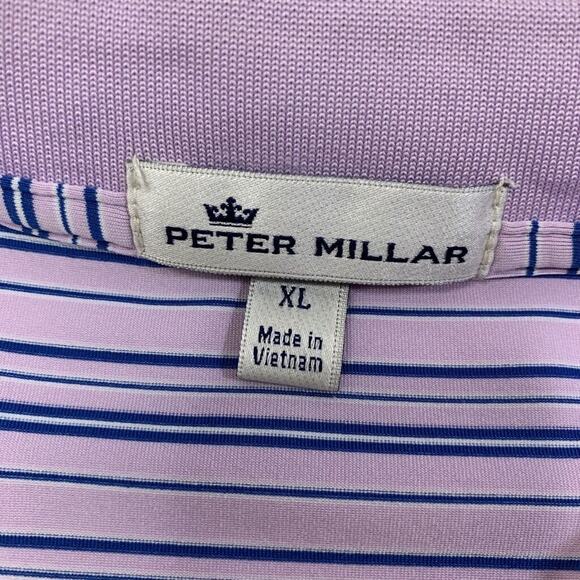 PETER MILLAR
XL
Made in
Vietnam